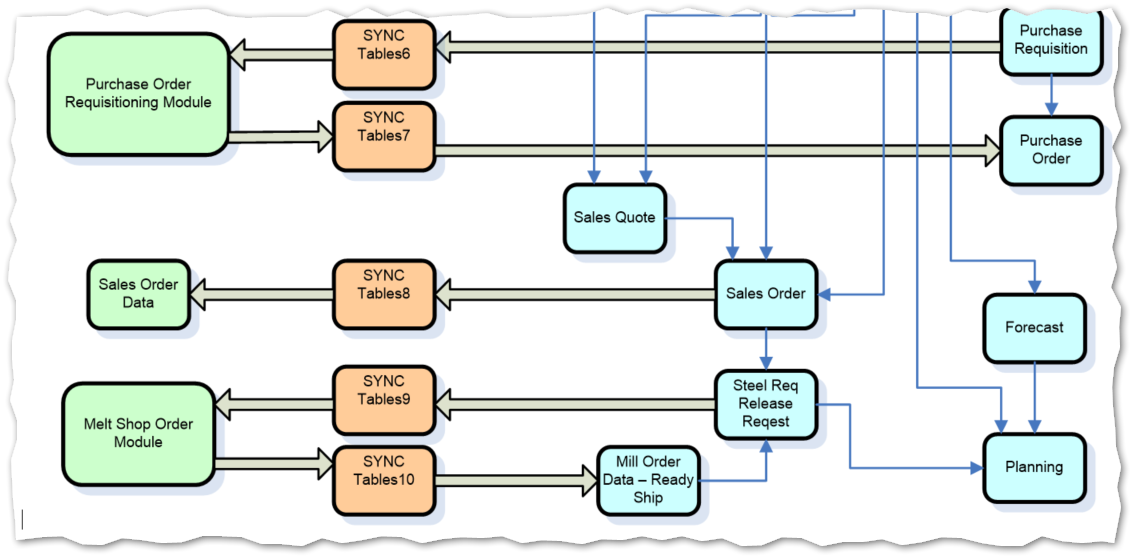 SYNC
Tables6
Purchase
Requisition
Purchase Order
Requisitioning Module
SYNC
Tables7
Purchase
Order
Sales Quote
Sales Order
Data
SYNC
Tables8
Sales Order
Forecast
Melt Shop Order
Module
SYNC
Tables9
Steel Req
Release
Reqest
SYNC
Tables10
Mill Order
Data – Ready
Ship
Planning